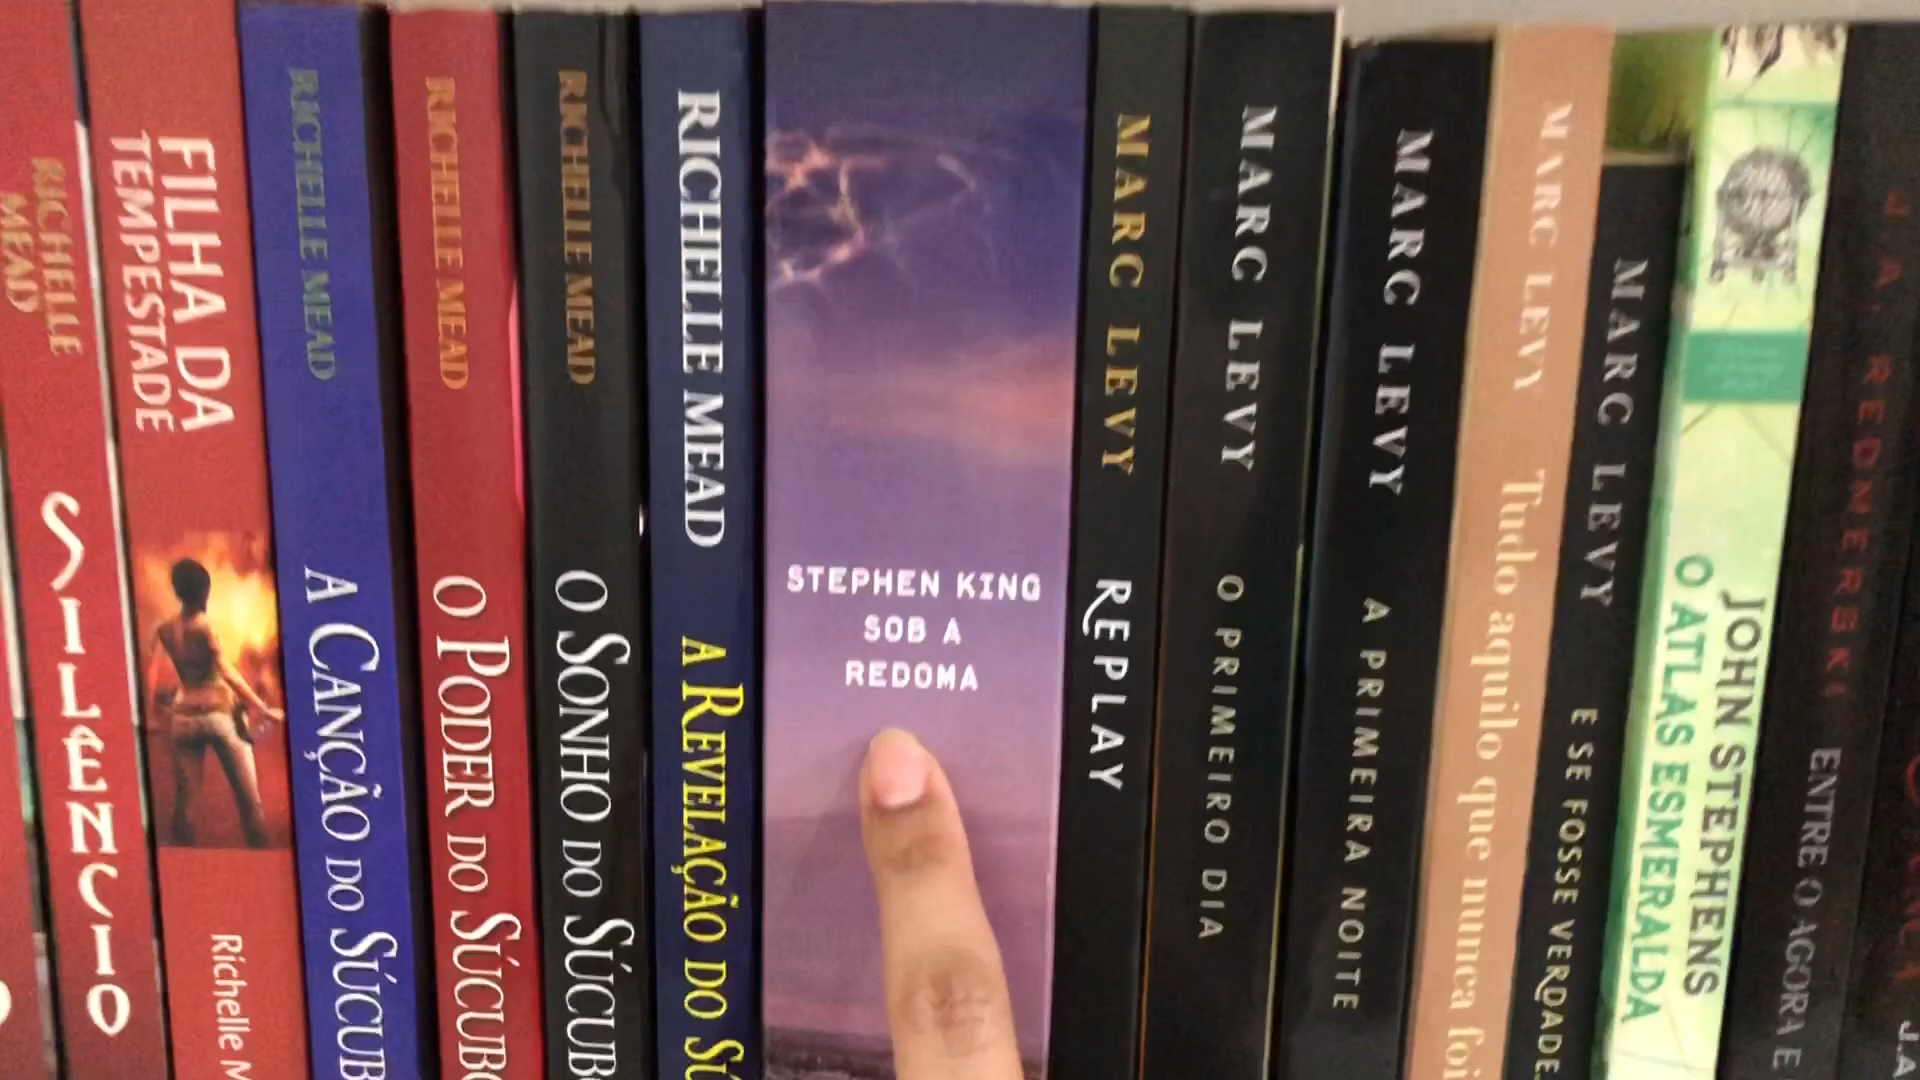 RICHELLE
MEAD
SILÊNCIO
FILHA DA
TEMPESTADE
Richelle M
RICHELLE MEAD
A CANÇÃO DO SÚCUB
RICHELLE MEAD
O PODER DO SÚCUBO
RICHELLE MEAD
O SONHO DO SÚCUB
RICHELLE MEAD
A REVELAÇÃO DO SÚ
STEPHEN KING
SOB A
REDOMA
MARC LEVY
REPLAY
MARC LEVY
O PRIMEIRO DIA
MARC LEVY
A PRIMEIRA NOITE
MARC LEVY
Tudo aquilo que nunca foi
MARC LEVY
E SE FOSSE VERDADE..
JOHN STEPHENS
O ATLAS ESMERALDA
J.A. REDMERSKI
ENTRE O AGORA E
J.A